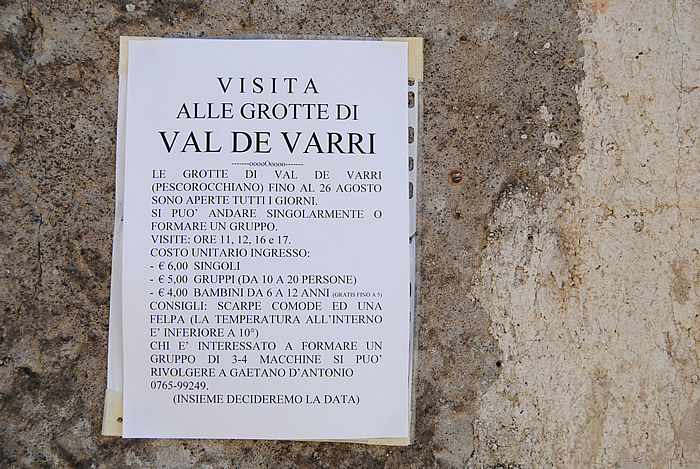 VISITA
ALLE GROTTE DI
VAL DE VARRI
-------ooooOoooo-------
LE GROTTE DI VAL DE VARRI
(PESCOROCCHIANO) FINO AL 26 AGOSTO
SONO APERTE TUTTI I GIORNI.
SI PUO' ANDARE SINGOLARMENTE O
FORMARE UN GRUPPO.
VISITE: ORE 11, 12, 16 e 17.
COSTO UNITARIO INGRESSO:
- € 6,00 SINGOLI
- € 5,00 GRUPPI (DA 10 A 20 PERSONE)
- € 4,00 BAMBINI DA 6 A 12 ANNI (GRATIS FINO A 5)
CONSIGLI: SCARPE COMODE ED UNA
FELPA (LA TEMPERATURA ALL'INTERNO
E' INFERIORE A 10°)
CHI E' INTERESSATO A FORMARE UN
GRUPPO DI 3-4 MACCHINE SI PUO'
RIVOLGERE A GAETANO D'ANTONIO
0765-99249.
(INSIEME DECIDEREMO LA DATA)